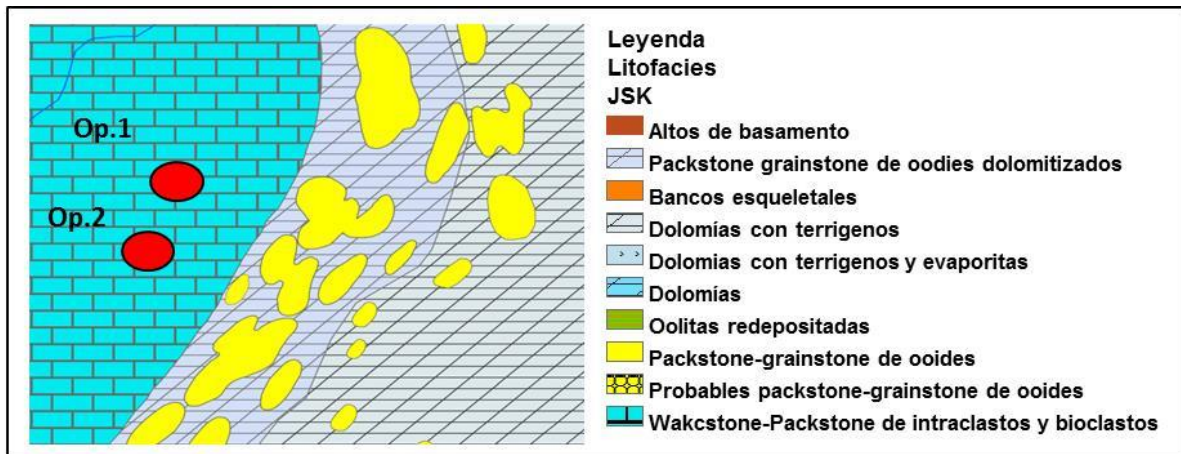 Op.1
Op.2
Leyenda
Litofacies
JSK
Altos de basamento
Packstone grainstone de oodies dolomitizados
Bancos esqueletales
Dolomías con terrigenos
Dolomias con terrigenos y evaporitas
Dolomías
Oolitas redepositadas
Packstone-grainstone de ooides
Probables packstone-grainstone de ooides
Wakcstone-Packstone de intraclastos y bioclastos